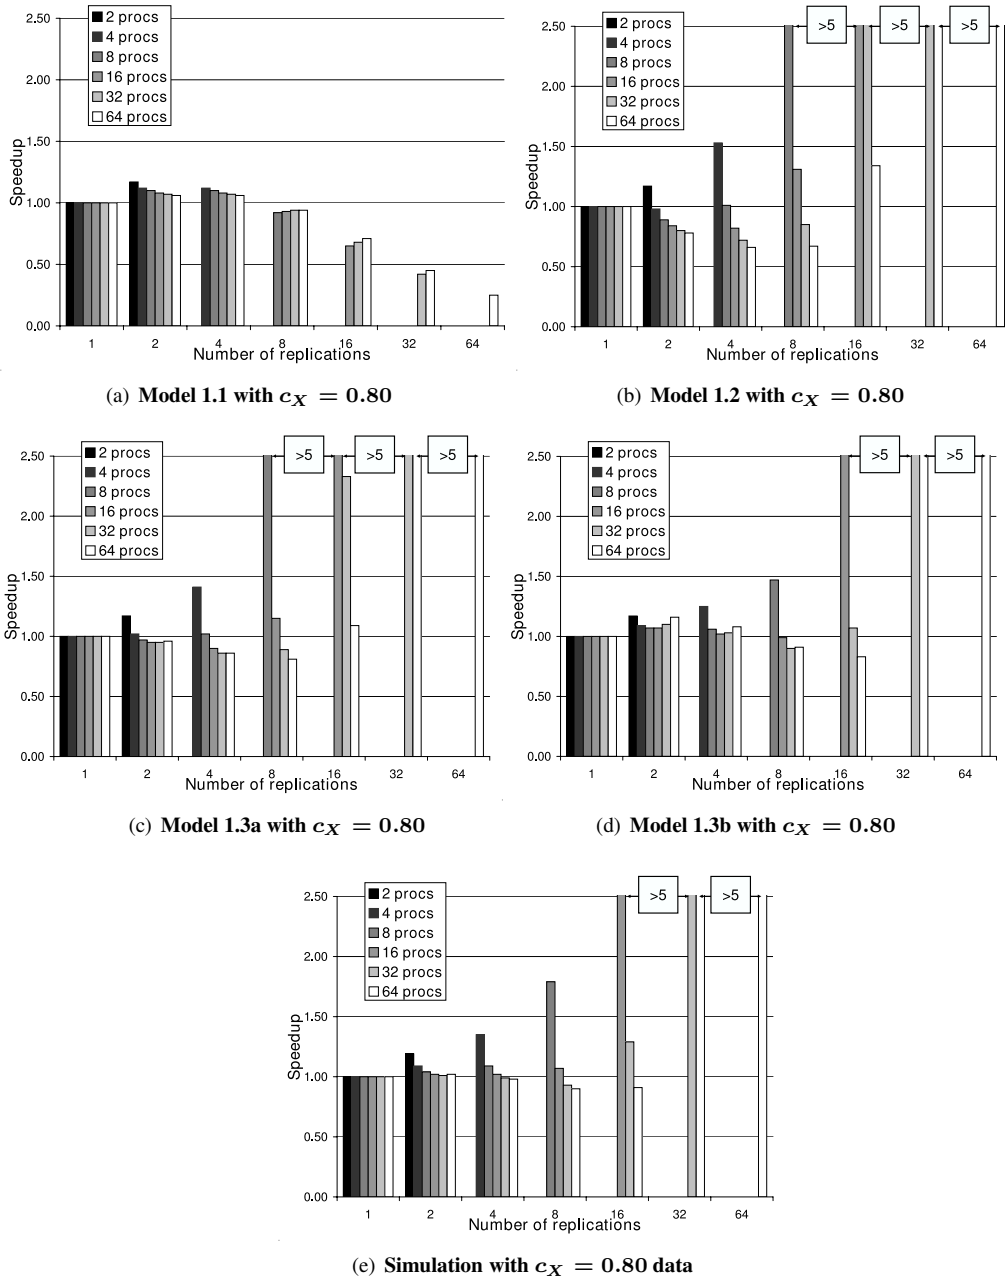 2.50
2.00
1.50
1.00
0.50
0.00
Speedup
2 procs
4 procs
8 procs
16 procs
32 procs
64 procs
1 2 4 8 16 32 64
Number of replications
(a) Model 1.1 with c_X = 0.80
2.50
2.00
1.50
1.00
0.50
0.00
Speedup
2 procs
4 procs
8 procs
16 procs
32 procs
64 procs
>5 >5 >5
1 2 4 8 16 32 64
Number of replications
(b) Model 1.2 with c_X = 0.80
2.50
2.00
1.50
1.00
0.50
0.00
Speedup
2 procs
4 procs
8 procs
16 procs
32 procs
64 procs
>5 >5 >5
1 2 4 8 16 32 64
Number of replications
(c) Model 1.3a with c_X = 0.80
2.50
2.00
1.50
1.00
0.50
0.00
Speedup
2 procs
4 procs
8 procs
16 procs
32 procs
64 procs
>5 >5
1 2 4 8 16 32 64
Number of replications
(d) Model 1.3b with c_X = 0.80
2.50
2.00
1.50
1.00
0.50
0.00
Speedup
2 procs
4 procs
8 procs
16 procs
32 procs
64 procs
>5 >5
1 2 4 8 16 32 64
Number of replications
(e) Simulation with c_X = 0.80 data